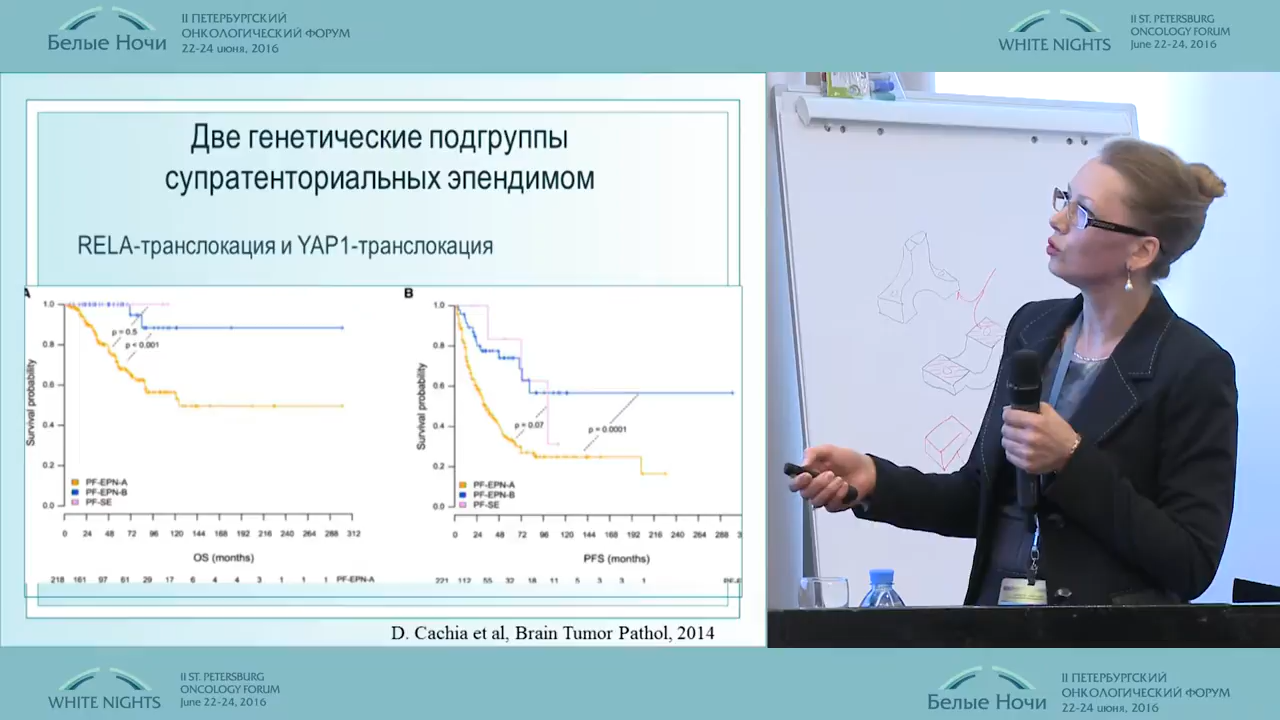 Белые Ночи
II ПЕТЕРБУРГСКИЙ
ОНКОЛОГИЧЕСКИЙ ФОРУМ
22-24 июня, 2016
WHITE NIGHTS
II ST. PETERSBURG
ONCOLOGY FORUM
June 22-24, 2016
Две генетические подгруппы
супратенториальных эпендимом
RELA-транслокация и YAP1-транслокация
A
Survival probability
1.0
0.8
0.6
0.4
0.2
0.0
p = 0.5
p < 0.001
PF-EPN-A
PF-EPN-B
PF-SE
0 24 48 72 96 120 144 168 192 216 240 264 288 312
OS (months)
218 161 97 61 29 17 6 4 4 3 1 1 1 PF-EPN-A
B
Survival probability
1.0
0.8
0.6
0.4
0.2
0.0
p = 0.07
p = 0.0001
PF-EPN-A
PF-EPN-B
PF-SE
0 24 48 72 96 120 144 168 192 216 240 264 288
PFS (months)
221 112 55 32 18 11 5 3 3 1
D. Cachia et al, Brain Tumor Pathol, 2014
WHITE NIGHTS
II ST. PETERSBURG
ONCOLOGY FORUM
June 22-24, 2016
Белые Ночи
II ПЕТЕРБУРГСКИЙ
ОНКОЛОГИЧЕСКИЙ ФОРУМ
22-24 июня, 2016